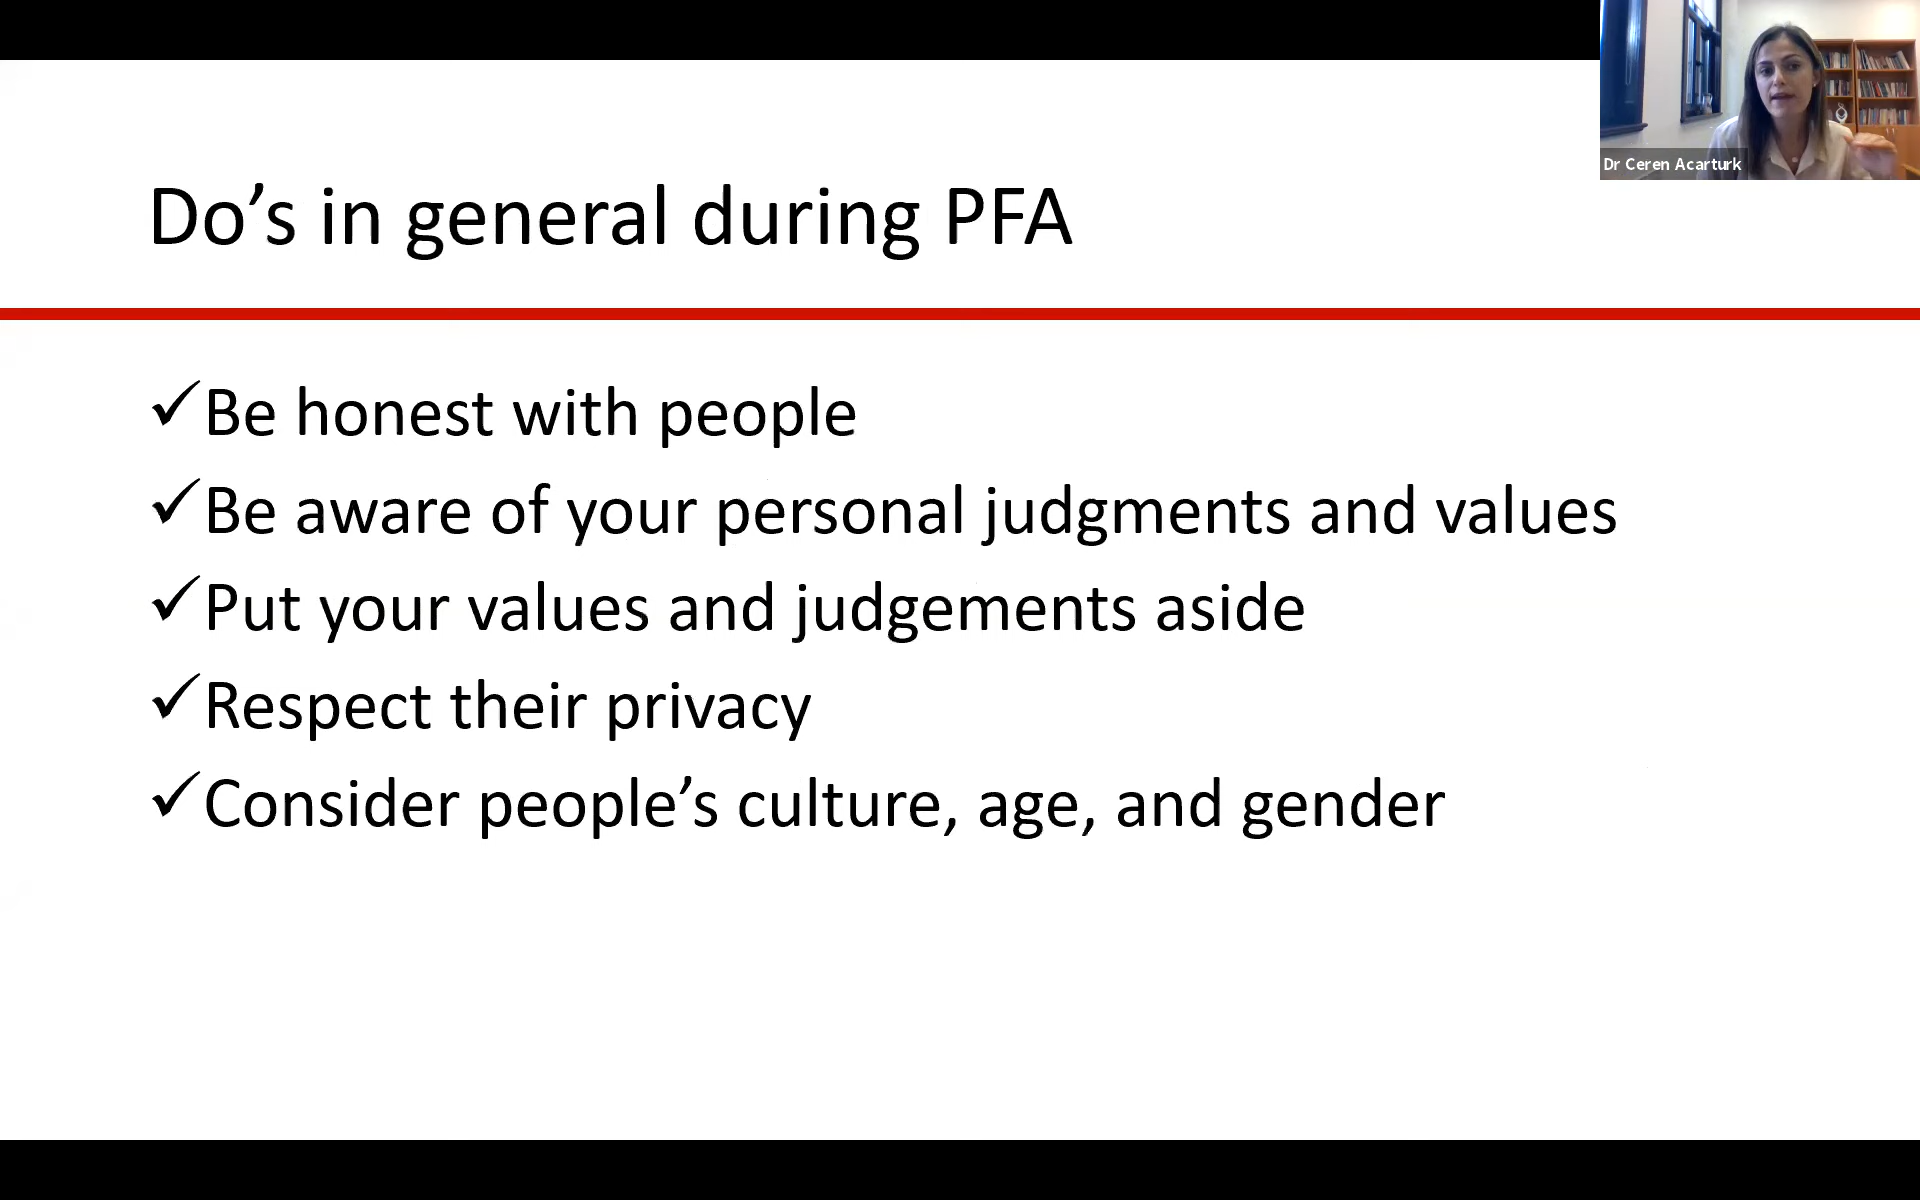 Dr Ceren Acarturk
Do’s in general during PFA
✓Be honest with people
✓Be aware of your personal judgments and values
✓Put your values and judgements aside
✓Respect their privacy
✓Consider people’s culture, age, and gender